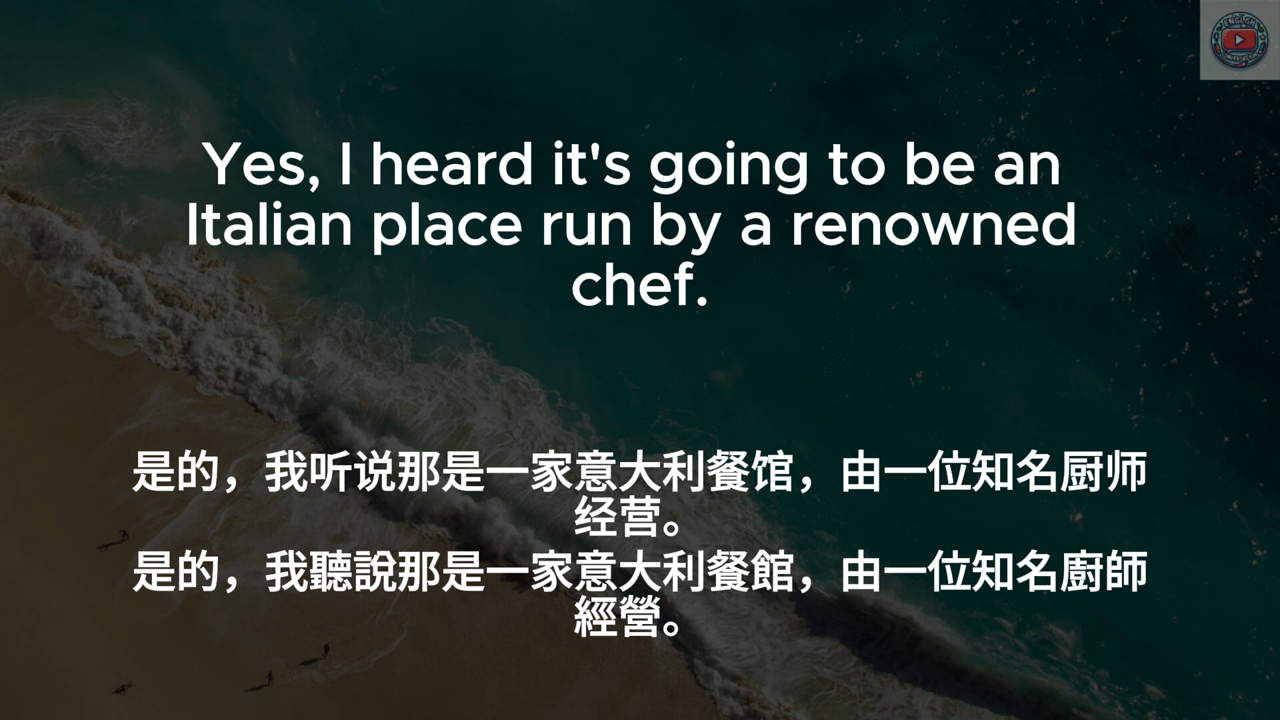 Yes, I heard it's going to be an
Italian place run by a renowned
chef.
是的，我听说那是一家意大利餐馆，由一位知名厨师
经营。
是的，我聽說那是一家意大利餐館，由一位知名廚師
經營。